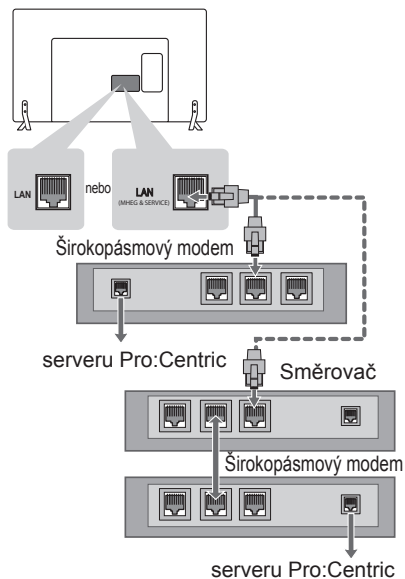 LAN
nebo
LAN
(MHEG & SERVICE)
Širokopásmový modem
serveru Pro:Centric
Směrovač
Širokopásmový modem
serveru Pro:Centric